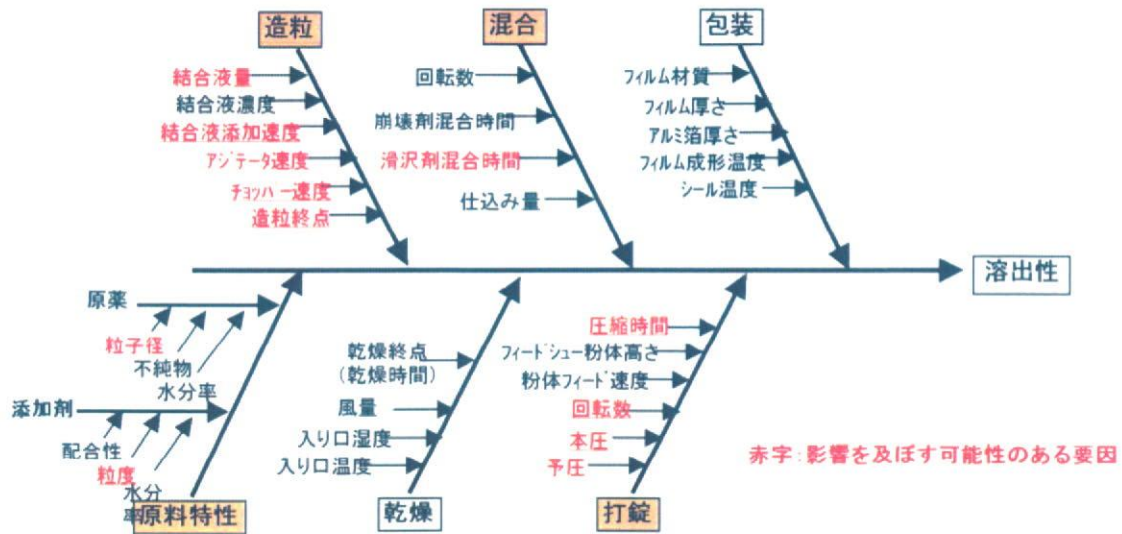 造粒
結合液量
結合液濃度
結合液添加速度
アジテータ速度
チョッパー速度
造粒終点
混合
回転数
崩壊剤混合時間
滑沢剤混合時間
仕込み量
包装
フィルム材質
フィルム厚さ
アルミ箔厚さ
フィルム成形温度
シール温度
溶出性
原薬
粒子径
不純物
水分率
添加剤
配合性
粒度
水分
率
原料特性
乾燥終点
(乾燥時間)
風量
入り口湿度
入り口温度
乾燥
圧縮時間
フィードシュー粉体高さ
粉体フィード速度
回転数
本圧
予圧
打錠
赤字:影響を及ぼす可能性のある要因